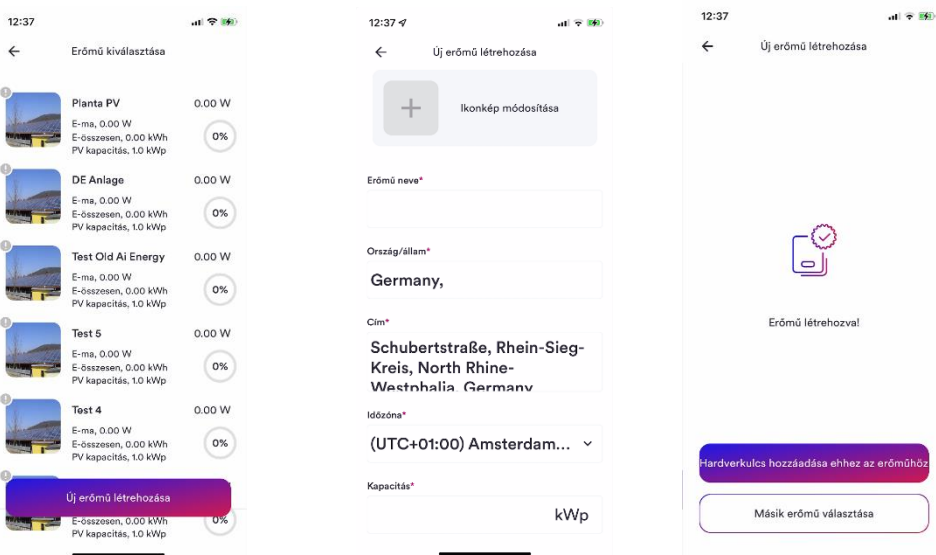 12:37
Erőmű kiválasztása
Planta PV
0.00 W
E-ma, 0.00 W
E-összesen, 0.00 kWh
PV kapacitás, 1.0 kWp
0%
DE Anlage
0.00 W
E-ma, 0.00 W
E-összesen, 0.00 kWh
PV kapacitás, 1.0 kWp
0%
Test Old Ai Energy
0.00 W
E-ma, 0.00 W
E-összesen, 0.00 kWh
PV kapacitás, 1.0 kWp
0%
Test 5
0.00 W
E-ma, 0.00 W
E-összesen, 0.00 kWh
PV kapacitás, 1.0 kWp
0%
Test 4
0.00 W
E-ma, 0.00 W
E-összesen, 0.00 kWh
PV kapacitás, 1.0 kWp
0%
Új erőmű létrehozása
E-összesen, 0.00 kWh
PV kapacitás, 1.0 kWp
0%
12:37
Új erőmű létrehozása
Ikonkép módosítása
Erőmű neve*
Ország/állam*
Germany,
Cím*
Schubertstraße, Rhein-Sieg-
Kreis, North Rhine-
Westphalia, Germany
Időzóna*
(UTC+01:00) Amsterdam...
Kapacitás*
kWp
12:37
Új erőmű létrehozása
Erőmű létrehozva!
Hardverkulcs hozzáadása ehhez az erőműhöz
Másik erőmű választása